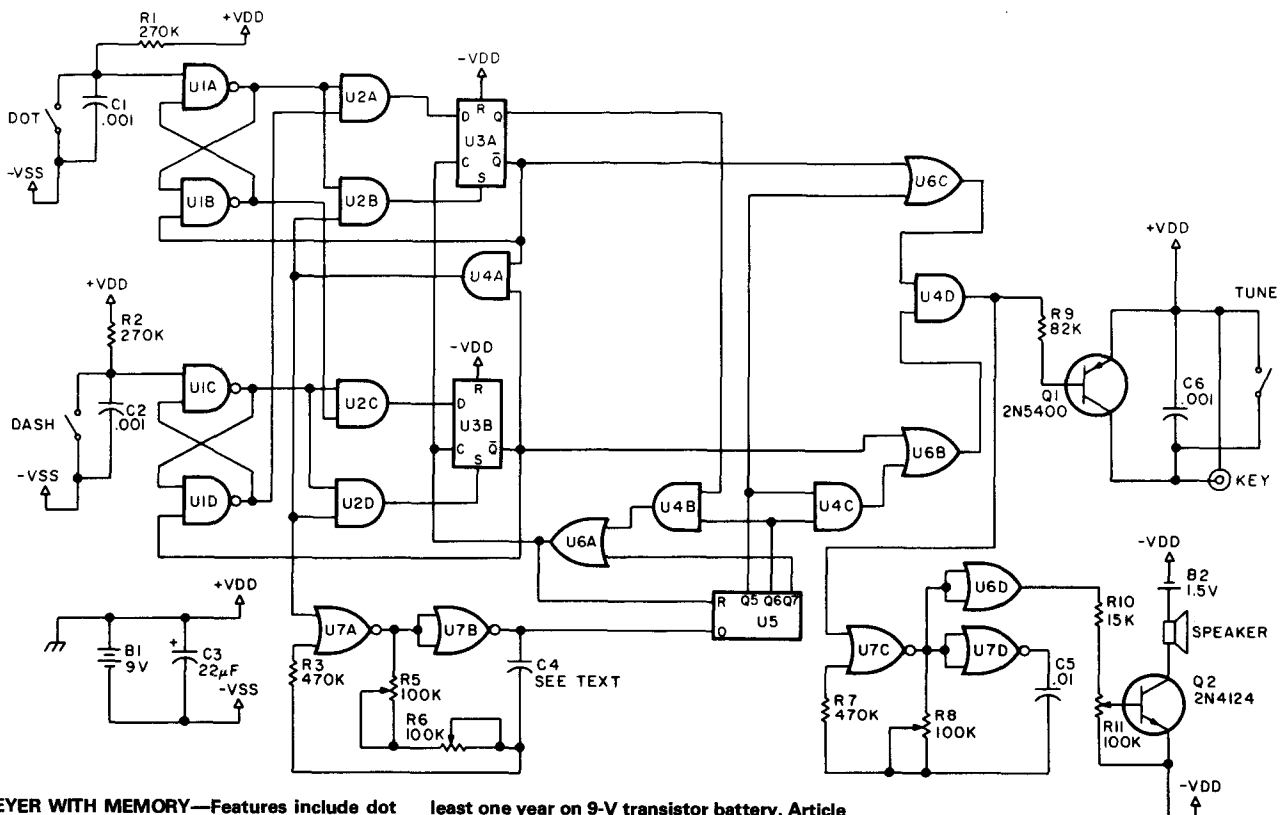 R1
270K
+VDD
DOT
C1
.001
-VSS
U1A
U1B
U2A
U2B
-VDD
R
D
Q
U3A
C
Q̅
S
U4A
U6C
+VDD
R2
270K
DASH
C2
.001
-VSS
U1C
U1D
U2C
U2D
-VDD
R
D
U3B
C
Q̅
S
U4D
R9
82K
Q1
2N5400
+VDD
C6
.001
TUNE
KEY
U6B
U4B
U4C
U6A
R
Q5
Q6
Q7
U5
+VDD
B1
9V
+
C3
22µF
-VSS
U7A
U7B
R3
470K
R5
100K
R6
100K
C4
SEE TEXT
U6D
U7C
U7D
R7
470K
R8
100K
C5
.01
R10
15K
R11
100K
-VDD
B2
1.5V
SPEAKER
Q2
2N4124
-VDD
EYER WITH MEMORY—Features include dot
least one year on 9-V transistor battery. Article